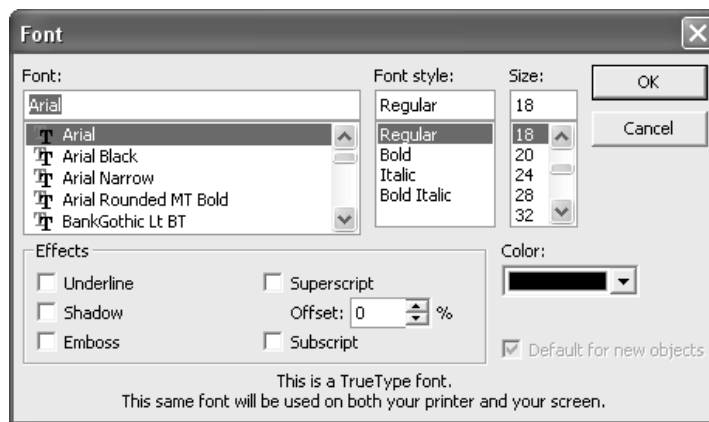 Font
Font:
Font style:
Size:
Arial
Regular
18
OK
Cancel
Arial
Arial Black
Arial Narrow
Arial Rounded MT Bold
BankGothic Lt BT
Regular
Bold
Italic
Bold Italic
18
20
24
28
32
Effects
Underline
Shadow
Emboss
Superscript
Offset: 0 %
Subscript
Color:
Default for new objects
This is a TrueType font.
This same font will be used on both your printer and your screen.